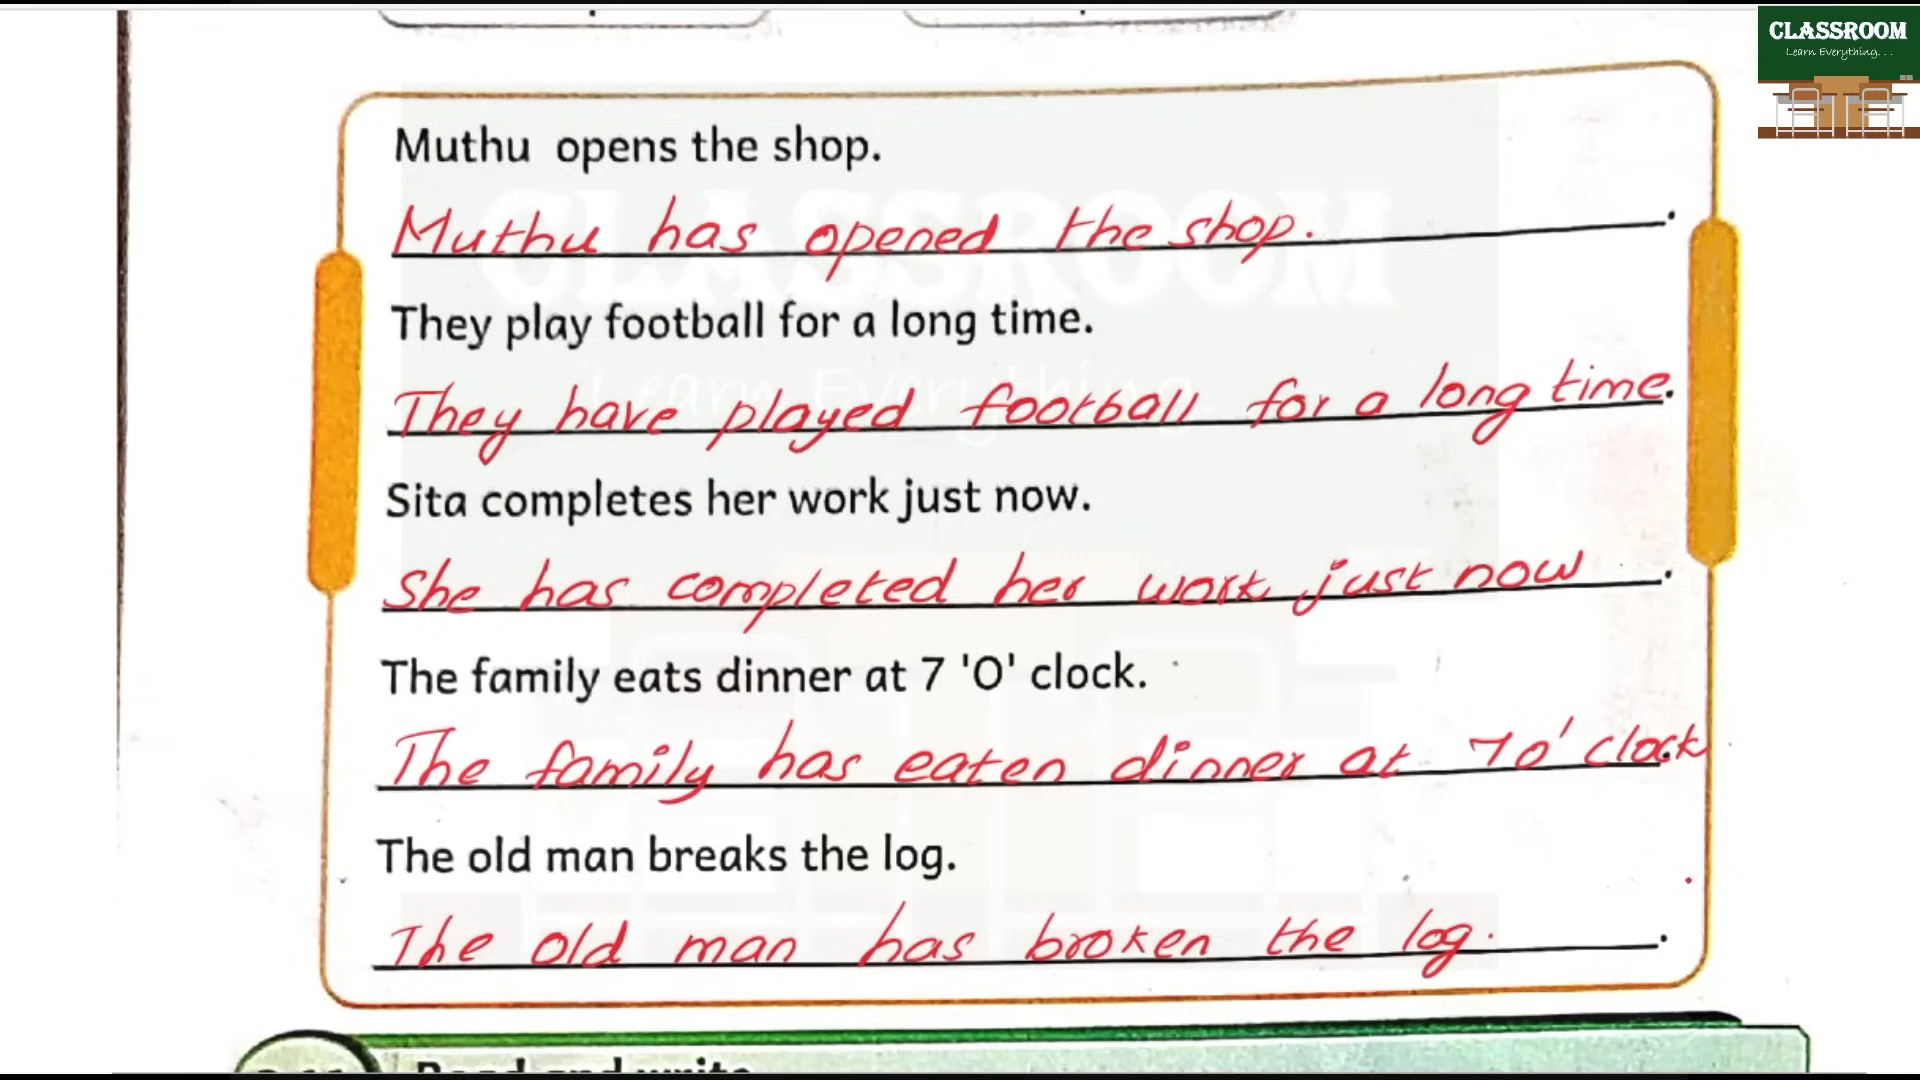 CLASSROOM
Learn Everything...
Muthu opens the shop.
Muthu has opened the shop.
They play football for a long time.
They have played football for a long time.
Sita completes her work just now.
She has completed her work just now.
The family eats dinner at 7 'O' clock.
The family has eaten dinner at 7 o' clock.
The old man breaks the log.
The old man has broken the log.
Read and write